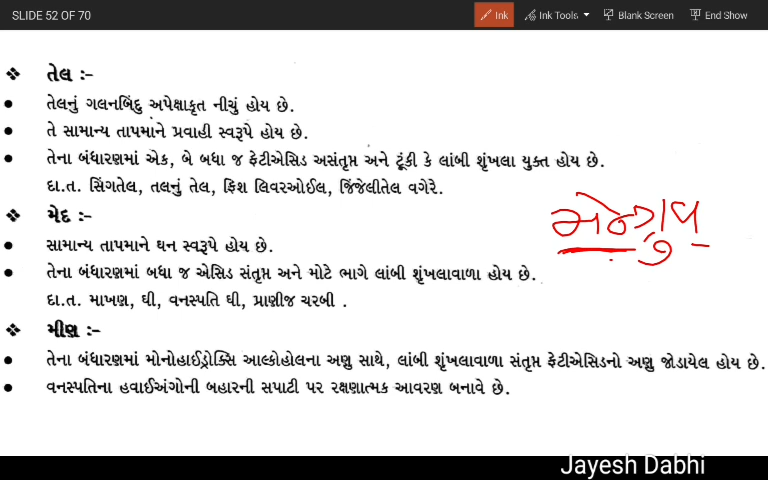 SLIDE 52 OF 70
Ink
Ink Tools
Blank Screen
End Show
❖ તેલ :-
• તેલનું ગલનબિંદુ અપેક્ષાકૃત નીચું હોય છે.
• તે સામાન્ય તાપમાને પ્રવાહી સ્વરૂપે હોય છે.
• તેના બંધારણમાં એક, બે બધા જ ફેટીએસિડ અસંતૃપ્ત અને ટૂંકી કે લાંબી શૃંખલા યુક્ત હોય છે.
દા.ત. સિંગતેલ, તલનું તેલ, ફિશ લિવરઓઈલ, જિંજેલીતેલ વગેરે.
મેન્ગ્રુવ
❖ મેદ :-
• સામાન્ય તાપમાને ઘન સ્વરૂપે હોય છે.
• તેના બંધારણમાં બધા જ એસિડ સંતૃપ્ત અને મોટે ભાગે લાંબી શૃંખલાવાળા હોય છે.
દા.ત. માખણ, ઘી, વનસ્પતિ ઘી, પ્રાણીજ ચરબી .
❖ મીણ :-
• તેના બંધારણમાં મોનોહાઈડ્રોક્સિ આલ્કોહોલના અણુ સાથે, લાંબી શૃંખલાવાળા સંતૃપ્ત ફેટીએસિડનો અણુ જોડાયેલ હોય છે.
• વનસ્પતિના હવાઈઅંગોની બહારની સપાટી પર રક્ષણાત્મક આવરણ બનાવે છે.
Jayesh Dabhi